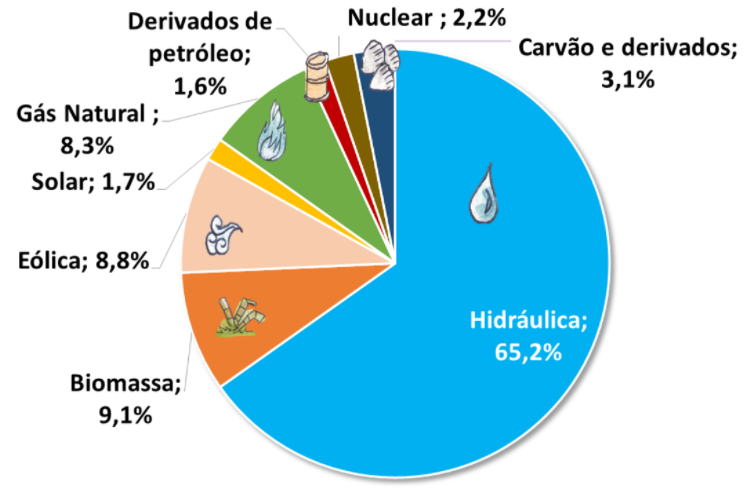 Derivados de
petróleo;
1,6%
Nuclear ; 2,2%
Carvão e derivados;
3,1%
Gás Natural ;
8,3%
Solar; 1,7%
Eólica; 8,8%
Hidráulica;
65,2%
Biomassa;
9,1%